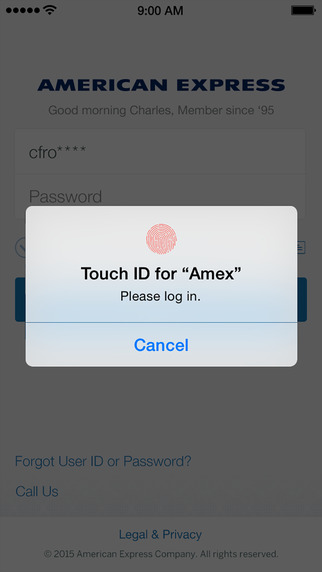 9:00 AM
AMERICAN EXPRESS
Good morning Charles, Member since '95
cfro****
Password
Touch ID for “Amex”
Please log in.
Cancel
Forgot User ID or Password?
Call Us
Legal & Privacy
© 2015 American Express Company. All rights reserved.